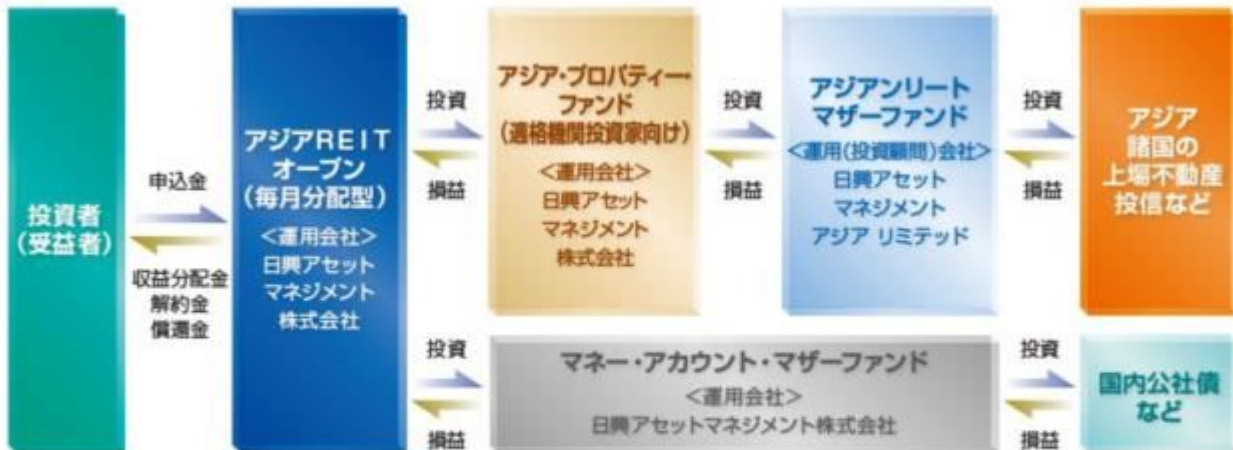 投資者
(受益者)
申込金
収益分配金
解約金
償還金
アジアREIT
オープン
(毎月分配型)
<運用会社>
日興アセット
マネジメント
株式会社
投資
損益
アジア・プロパティー・
ファンド
(適格機関投資家向け)
<運用会社>
日興アセット
マネジメント
株式会社
投資
損益
アジアンリート
マザーファンド
<運用(投資顧問)会社>
日興アセット
マネジメント
アジア リミテッド
投資
損益
アジア
諸国の
上場不動産
投信など
投資
損益
マネー・アカウント・マザーファンド
<運用会社>
日興アセットマネジメント株式会社
投資
損益
国内公社債
など